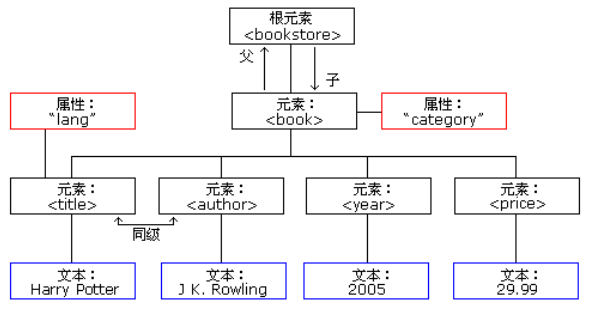 根元素
<bookstore>
父
子
属性：
“lang”
元素：
<book>
属性：
“category”
元素：
<title>
元素：
<author>
元素：
<year>
元素：
<price>
同级
文本：
Harry Potter
文本：
J K. Rowling
文本：
2005
文本：
29.99